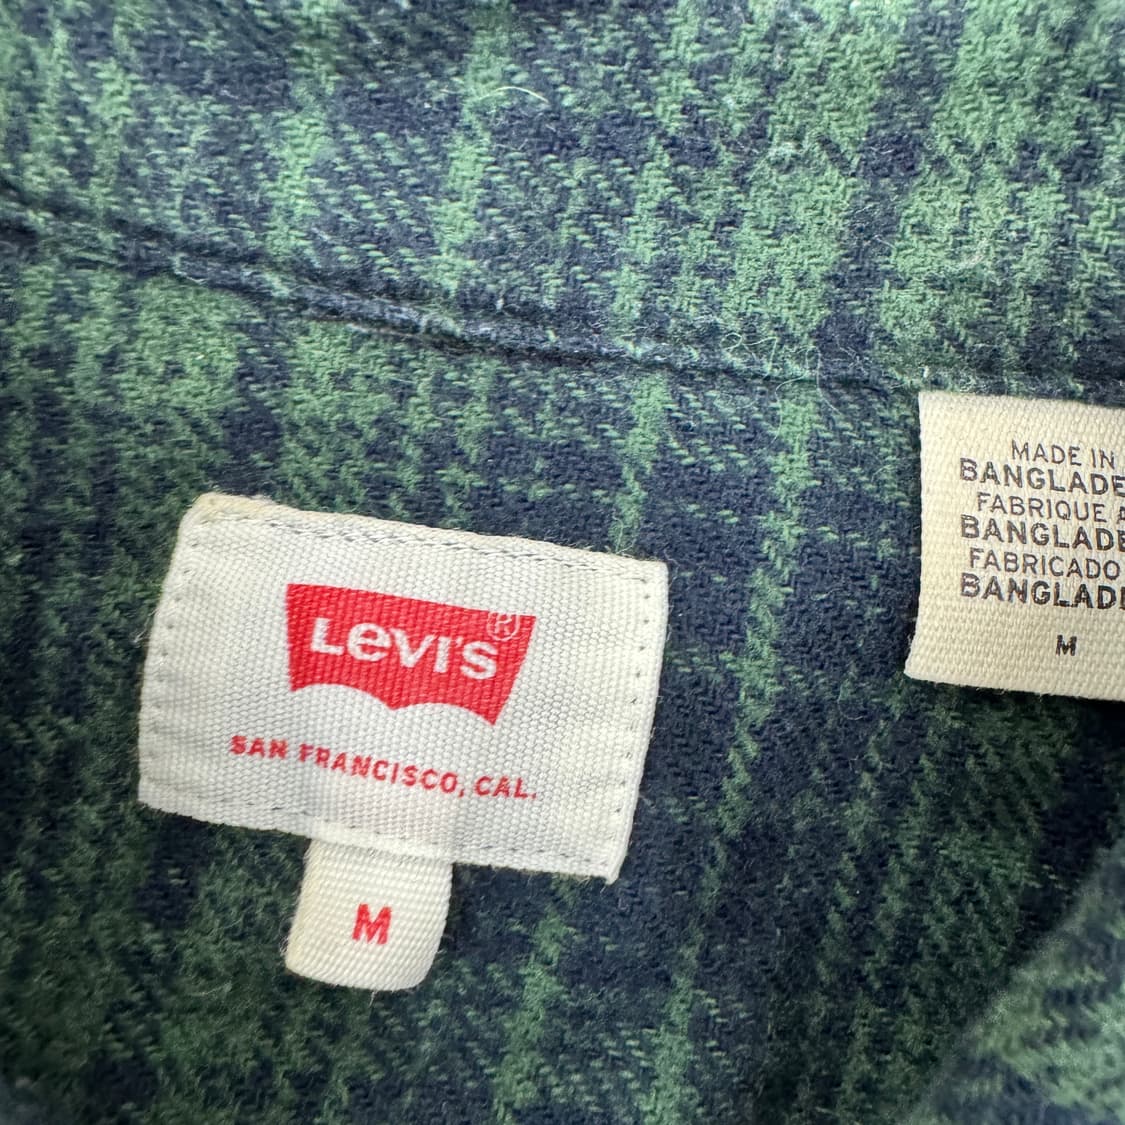 LEVI'S®
SAN FRANCISCO, CAL.
M
MADE IN
BANGLADE
FABRIQUE A
BANGLADE
FABRICADO
BANGLADE
M